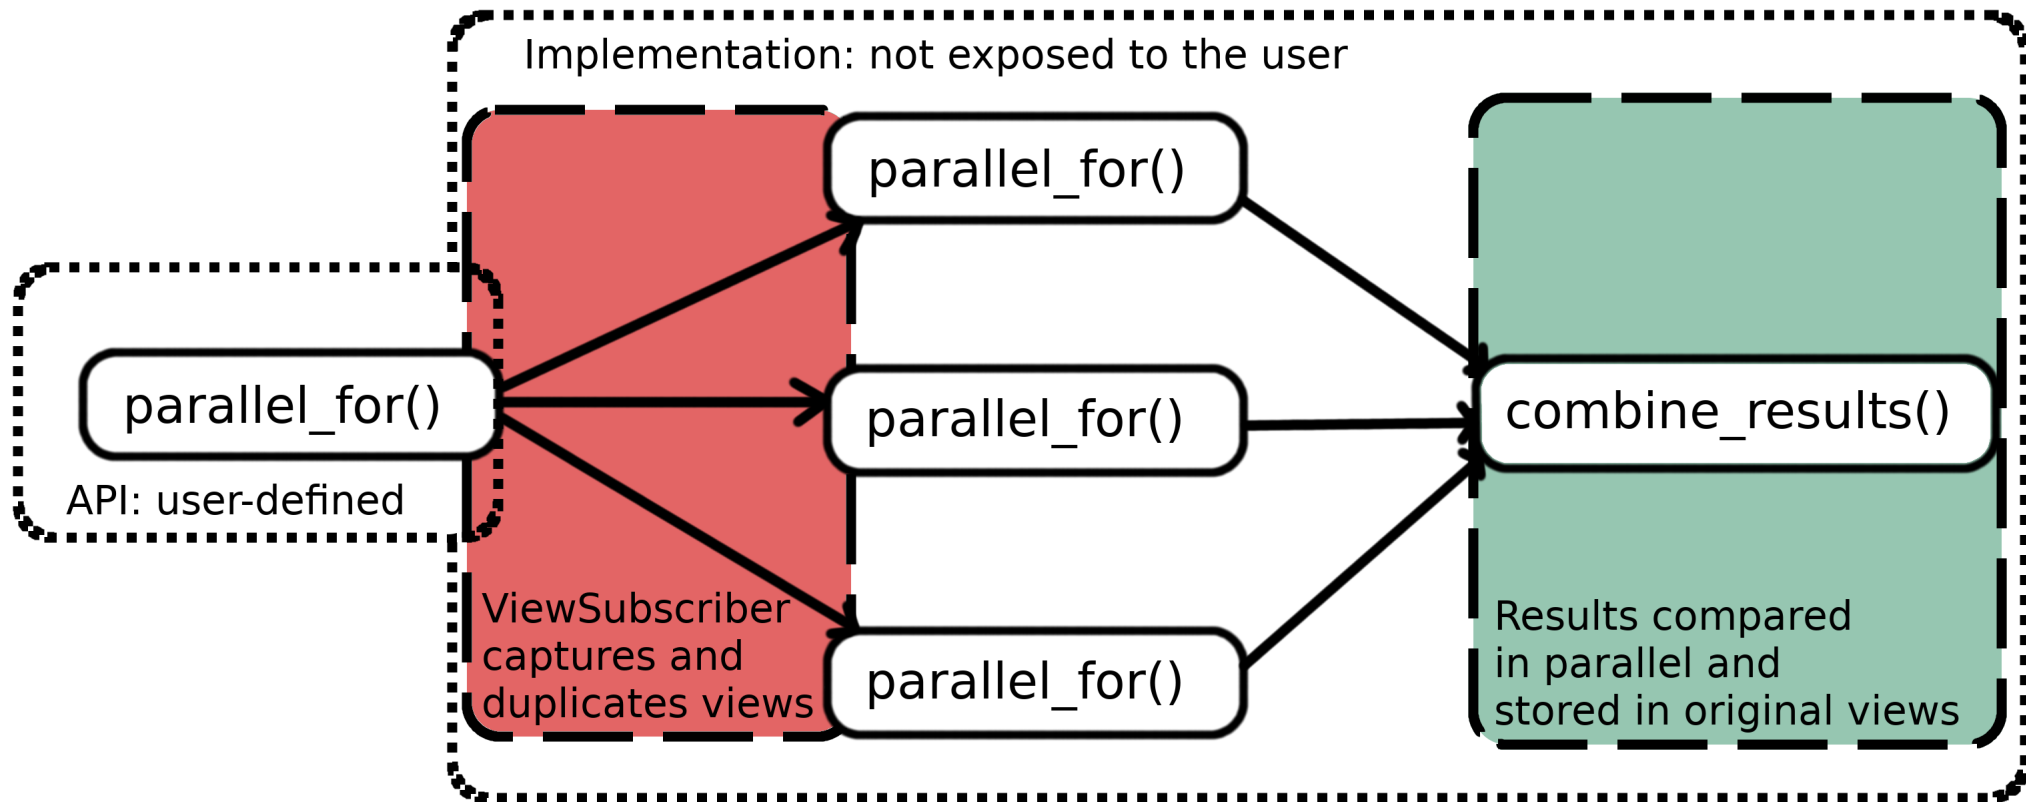 Implementation: not exposed to the user
parallel_for()
API: user-defined
ViewSubscriber
captures and
duplicates views
parallel_for()
parallel_for()
parallel_for()
combine_results()
Results compared
in parallel and
stored in original views